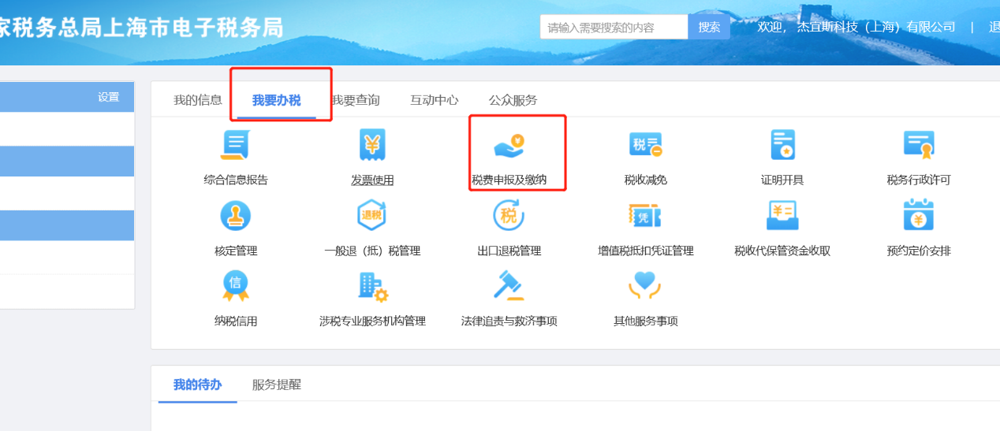 家税务总局上海市电子税务局
请输入需要搜索的内容 搜索 欢迎, 杰宜斯科技（上海）有限公司 | 退
设置
我的信息 我要办税 我要查询 互动中心 公众服务
综合信息报告 发票使用 税费申报及缴纳 税收减免 证明开具 税务行政许可
退税 税 凭
核定管理 一般退（抵）税管理 出口退税管理 增值税抵扣凭证管理 税收代保管资金收取 预约定价安排
信
纳税信用 涉税专业服务机构管理 法律追责与救济事项 其他服务事项
我的待办 服务提醒